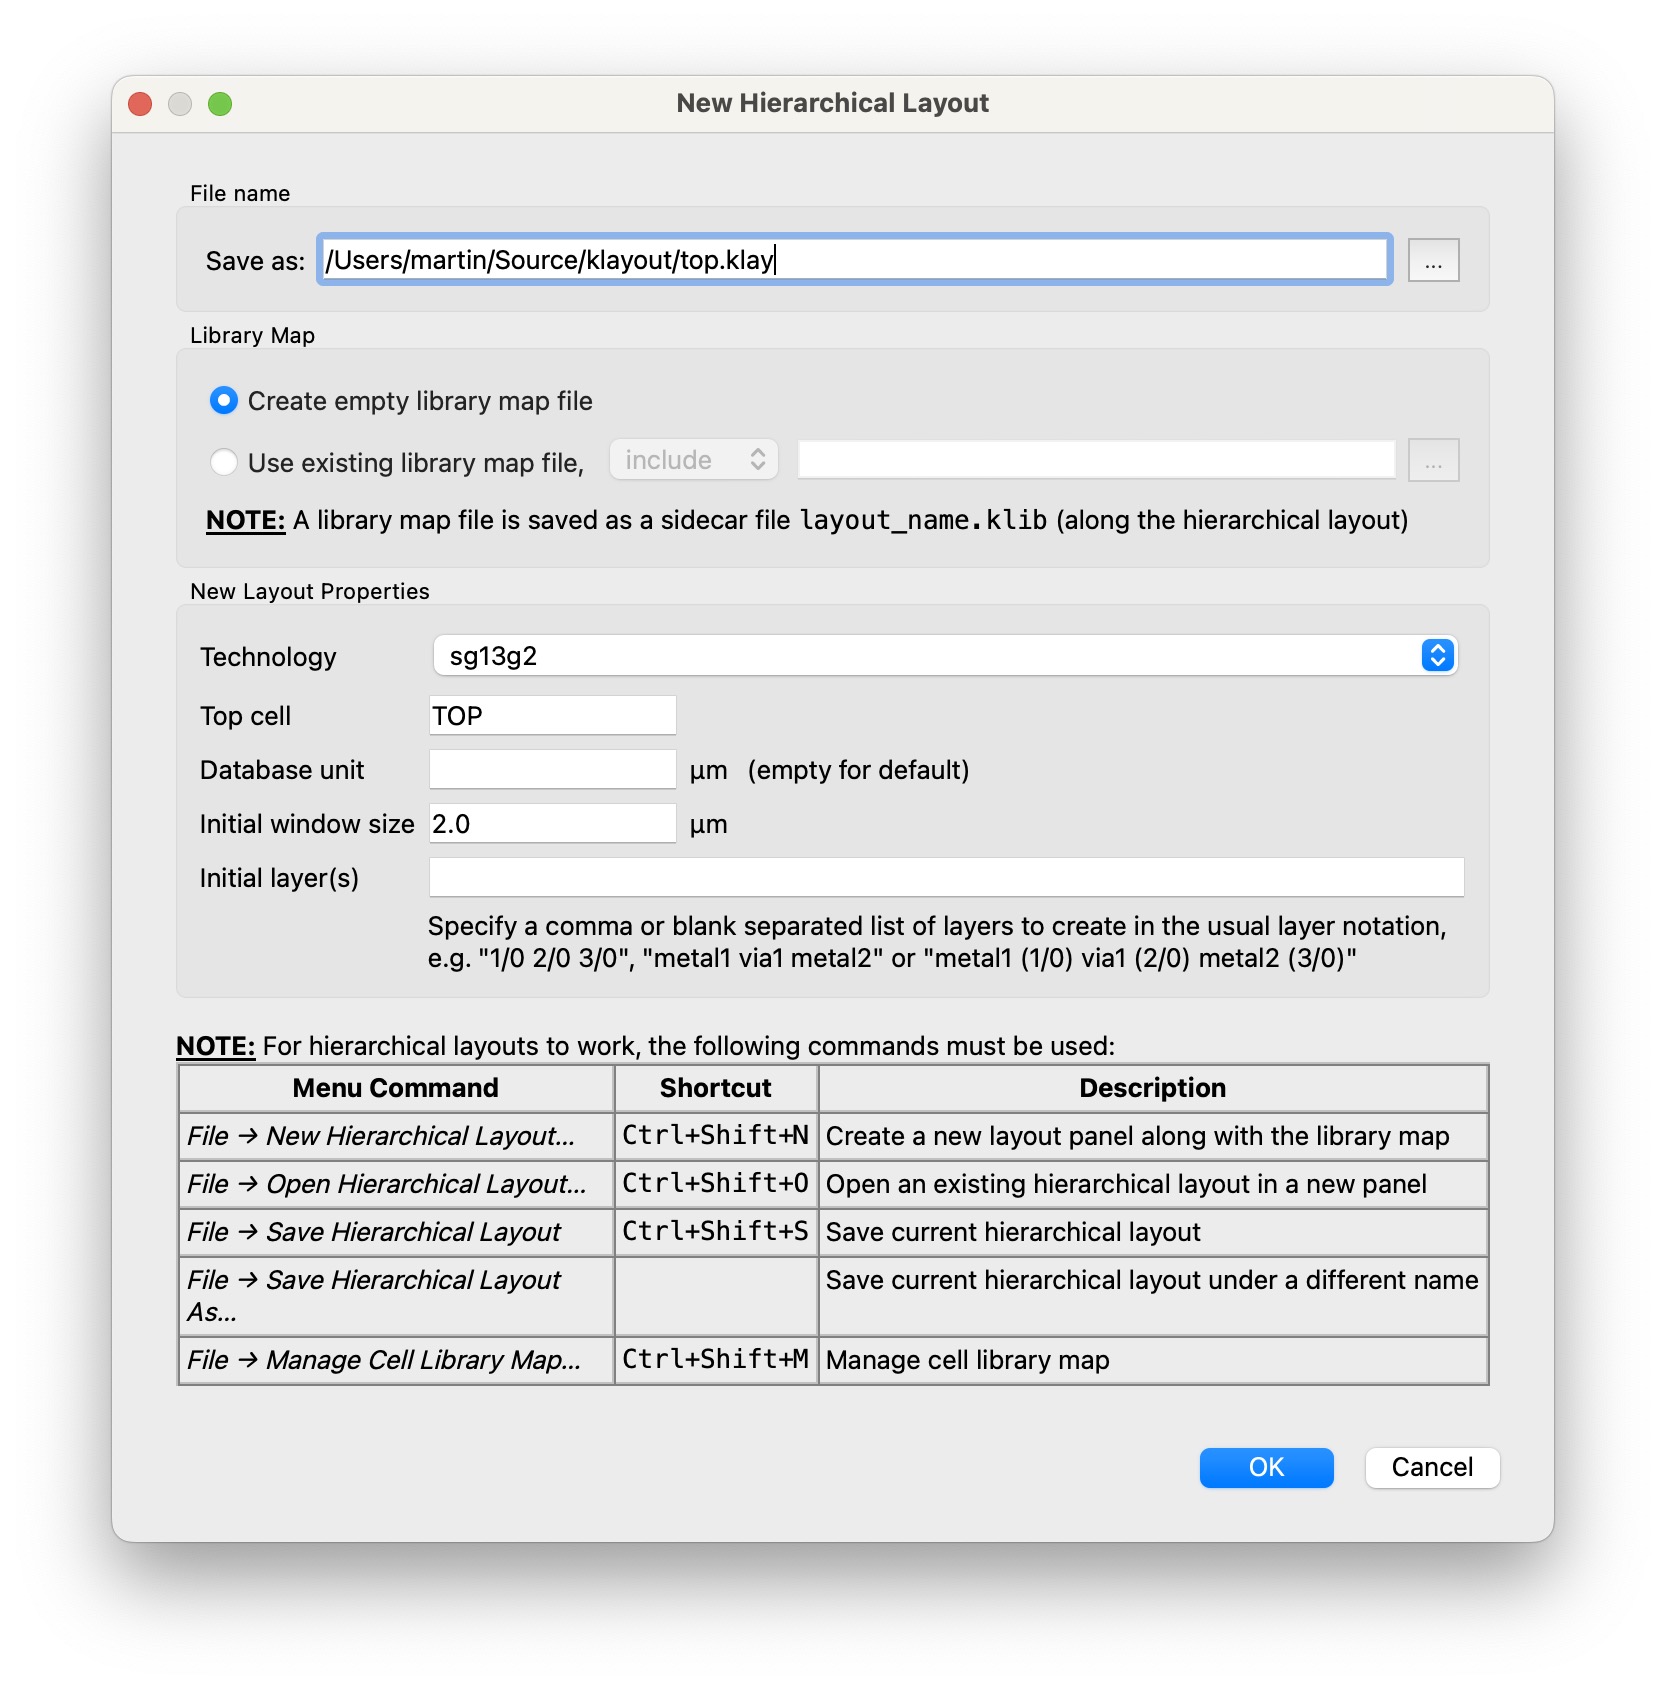 New Hierarchical Layout
File name
Save as: /Users/martin/Source/klayout/top.klay ...
Library Map
Create empty library map file
Use existing library map file, include ...
NOTE: A library map file is saved as a sidecar file layout_name.klib (along the hierarchical layout)
New Layout Properties
Technology sg13g2
Top cell TOP
Database unit µm (empty for default)
Initial window size 2.0 µm
Initial layer(s)
Specify a comma or blank separated list of layers to create in the usual layer notation,
e.g. "1/0 2/0 3/0", "metal1 via1 metal2" or "metal1 (1/0) via1 (2/0) metal2 (3/0)"
NOTE: For hierarchical layouts to work, the following commands must be used:
Menu Command Shortcut Description
File → New Hierarchical Layout... Ctrl+Shift+N Create a new layout panel along with the library map
File → Open Hierarchical Layout... Ctrl+Shift+O Open an existing hierarchical layout in a new panel
File → Save Hierarchical Layout Ctrl+Shift+S Save current hierarchical layout
File → Save Hierarchical Layout Save current hierarchical layout under a different name
As...
File → Manage Cell Library Map... Ctrl+Shift+M Manage cell library map
OK Cancel